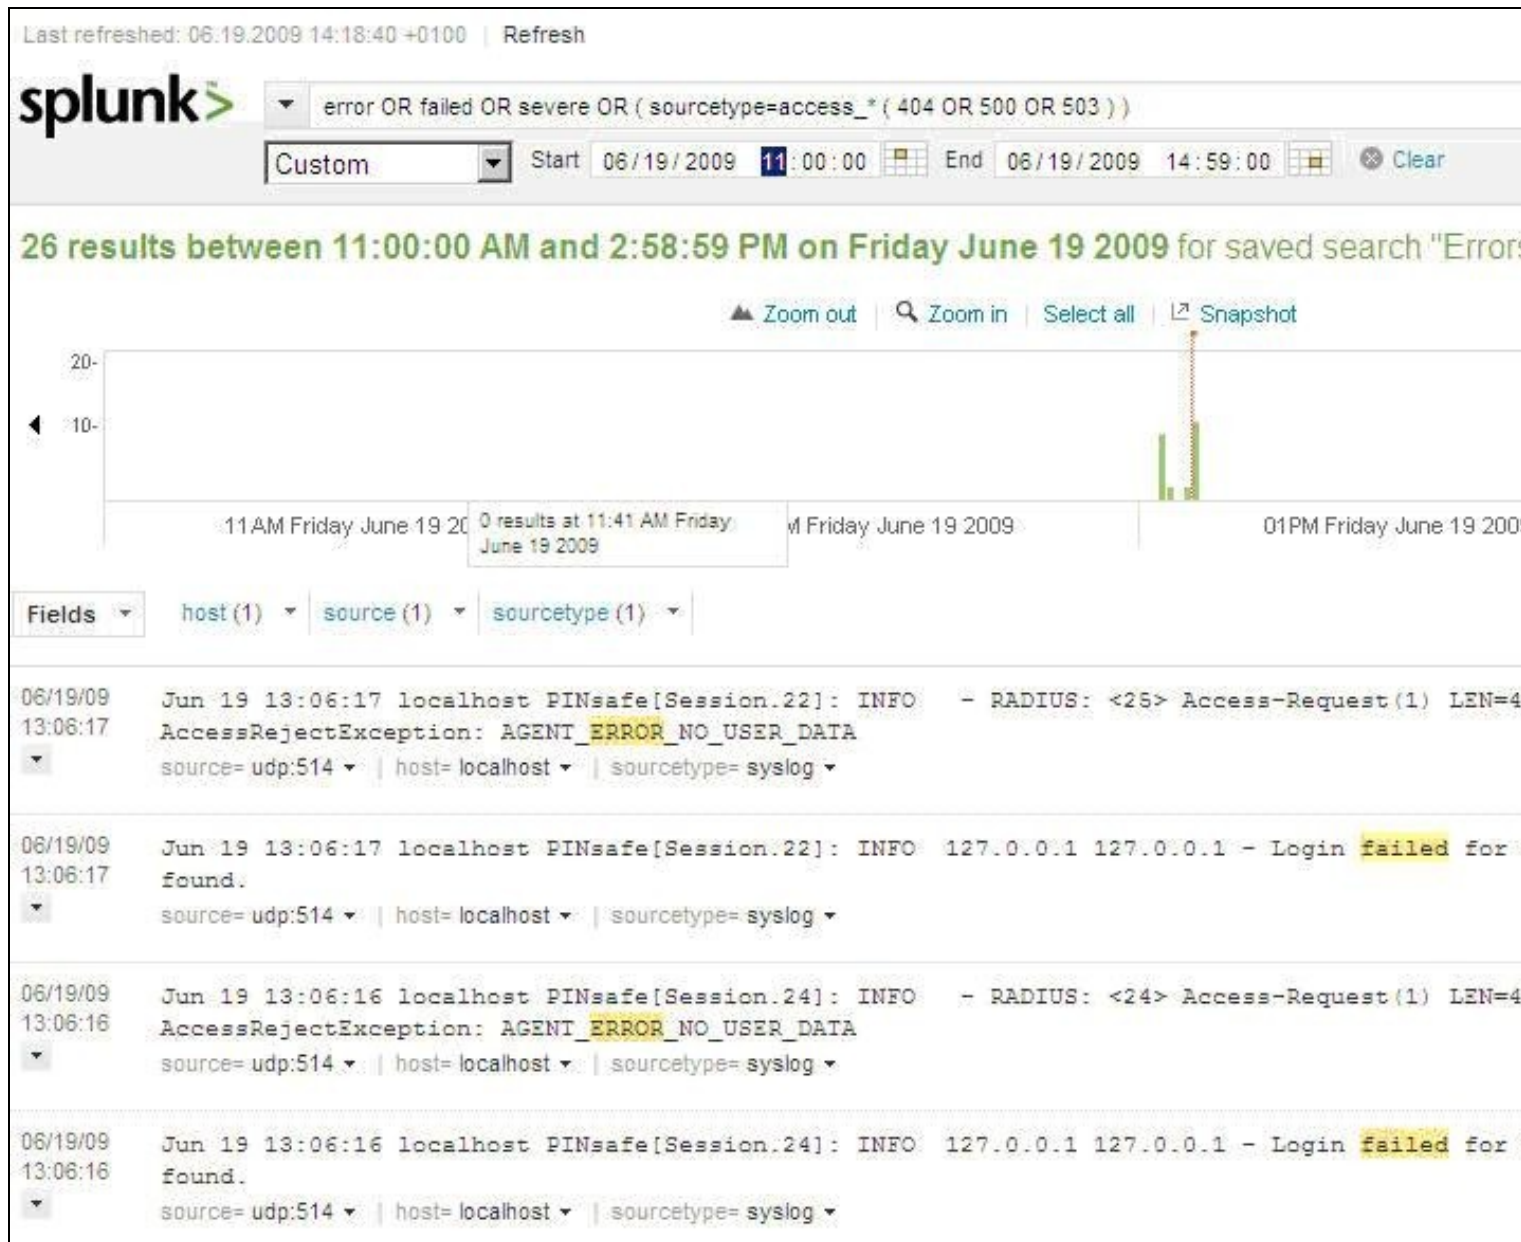 Last refreshed: 06.19.2009 14:18:40 +0100 | Refresh
splunk>
error OR failed OR severe OR ( sourcetype=access_* ( 404 OR 500 OR 503 ) )
Custom Start 06/19/2009 11:00:00 End 06/19/2009 14:59:00 Clear
26 results between 11:00:00 AM and 2:58:59 PM on Friday June 19 2009 for saved search "Errors
Zoom out | Zoom in | Select all | Snapshot
20-
10-
11AM Friday June 19 20
0 results at 11:41 AM Friday
June 19 2009
M Friday June 19 2009
01PM Friday June 19 2009
Fields host (1) source (1) sourcetype (1)
06/19/09
13:06:17
Jun 19 13:06:17 localhost PINsafe[Session.22]: INFO - RADIUS: <25> Access-Request(1) LEN=4
AccessRejectException: AGENT_ERROR_NO_USER_DATA
source= udp:514 | host= localhost | sourcetype= syslog
06/19/09
13:06:17
Jun 19 13:06:17 localhost PINsafe[Session.22]: INFO 127.0.0.1 127.0.0.1 - Login failed for
found.
source= udp:514 | host= localhost | sourcetype= syslog
06/19/09
13:06:16
Jun 19 13:06:16 localhost PINsafe[Session.24]: INFO - RADIUS: <24> Access-Request(1) LEN=4
AccessRejectException: AGENT_ERROR_NO_USER_DATA
source= udp:514 | host= localhost | sourcetype= syslog
06/19/09
13:06:16
Jun 19 13:06:16 localhost PINsafe[Session.24]: INFO 127.0.0.1 127.0.0.1 - Login failed for
found.
source= udp:514 | host= localhost | sourcetype= syslog